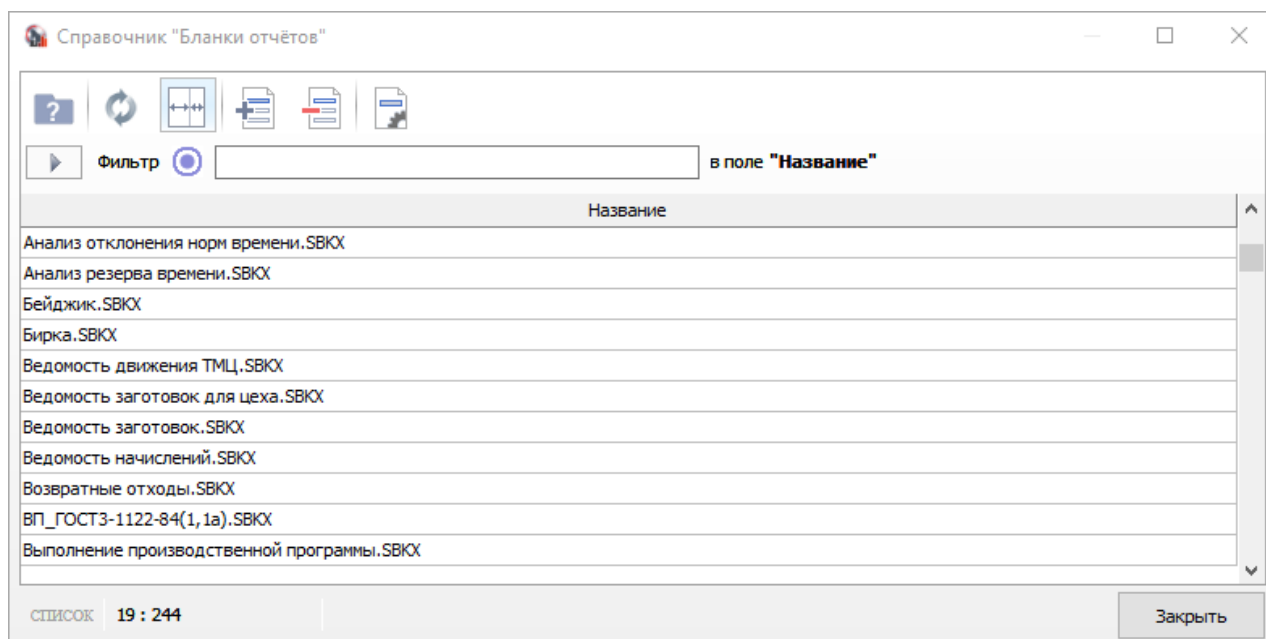 Справочник "Бланки отчётов"
Фильтр в поле "Название"
Название
Анализ отклонения норм времени.SBKX
Анализ резерва времени.SBKX
Бейджик.SBKX
Бирка.SBKX
Ведомость движения ТМЦ.SBKX
Ведомость заготовок для цеха.SBKX
Ведомость заготовок.SBKX
Ведомость начислений.SBKX
Возвратные отходы.SBKX
ВП_ГОСТ3-1122-84(1,1а).SBKX
Выполнение производственной программы.SBKX
СПИСОК 19 : 244
Закрыть